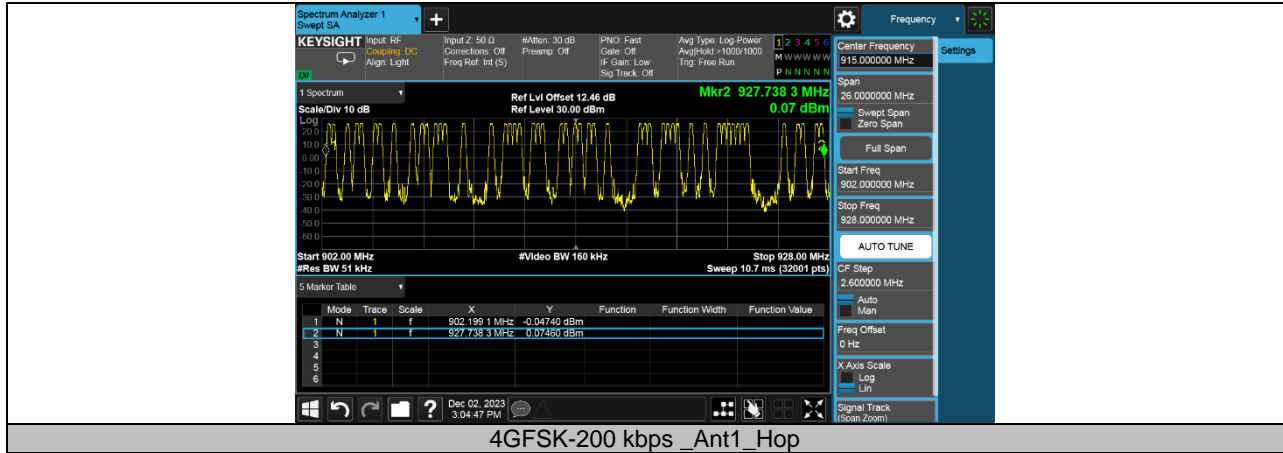 Spectrum Analyzer 1
Swept SA
+
Frequency
KEYSIGHT
Input: RF
Coupling: DC
Align: Light
Input Z: 50 Ω
Corrections: Off
Freq Ref: Int (S)
#Atten: 30 dB
Preamp: Off
PNO: Fast
Gate: Off
IF Gain: Low
Sig Track: Off
Avg Type: Log-Power
Avg|Hold:>1000/1000
Trig: Free Run
1 2 3 4 5 6
M W W W W W
P N N N N N
LXI
Center Frequency
915.000000 MHz
Settings
1 Spectrum
Scale/Div 10 dB
Ref Lvl Offset 12.46 dB
Ref Level 30.00 dBm
Mkr2 927.738 3 MHz
0.07 dBm
Span
26.0000000 MHz
Swept Span
Zero Span
Full Span
Log
20.0
10.0
0.00
-10.0
-20.0
-30.0
-40.0
-50.0
-60.0
2
Start Freq
902.000000 MHz
Stop Freq
928.000000 MHz
AUTO TUNE
Start 902.00 MHz
#Res BW 51 kHz
#Video BW 160 kHz
Stop 928.00 MHz
Sweep 10.7 ms (32001 pts)
CF Step
2.600000 MHz
Auto
Man
5 Marker Table
Mode Trace Scale X Y Function Function Width Function Value
1 N 1 f 902.199 1 MHz -0.04740 dBm
2 N 1 f 927.738 3 MHz 0.07460 dBm
3
4
5
6
Freq Offset
0 Hz
X Axis Scale
Log
Lin
Signal Track
(Span Zoom)
?
Dec 02, 2023
3:04:47 PM
4GFSK-200 kbps _Ant1_Hop